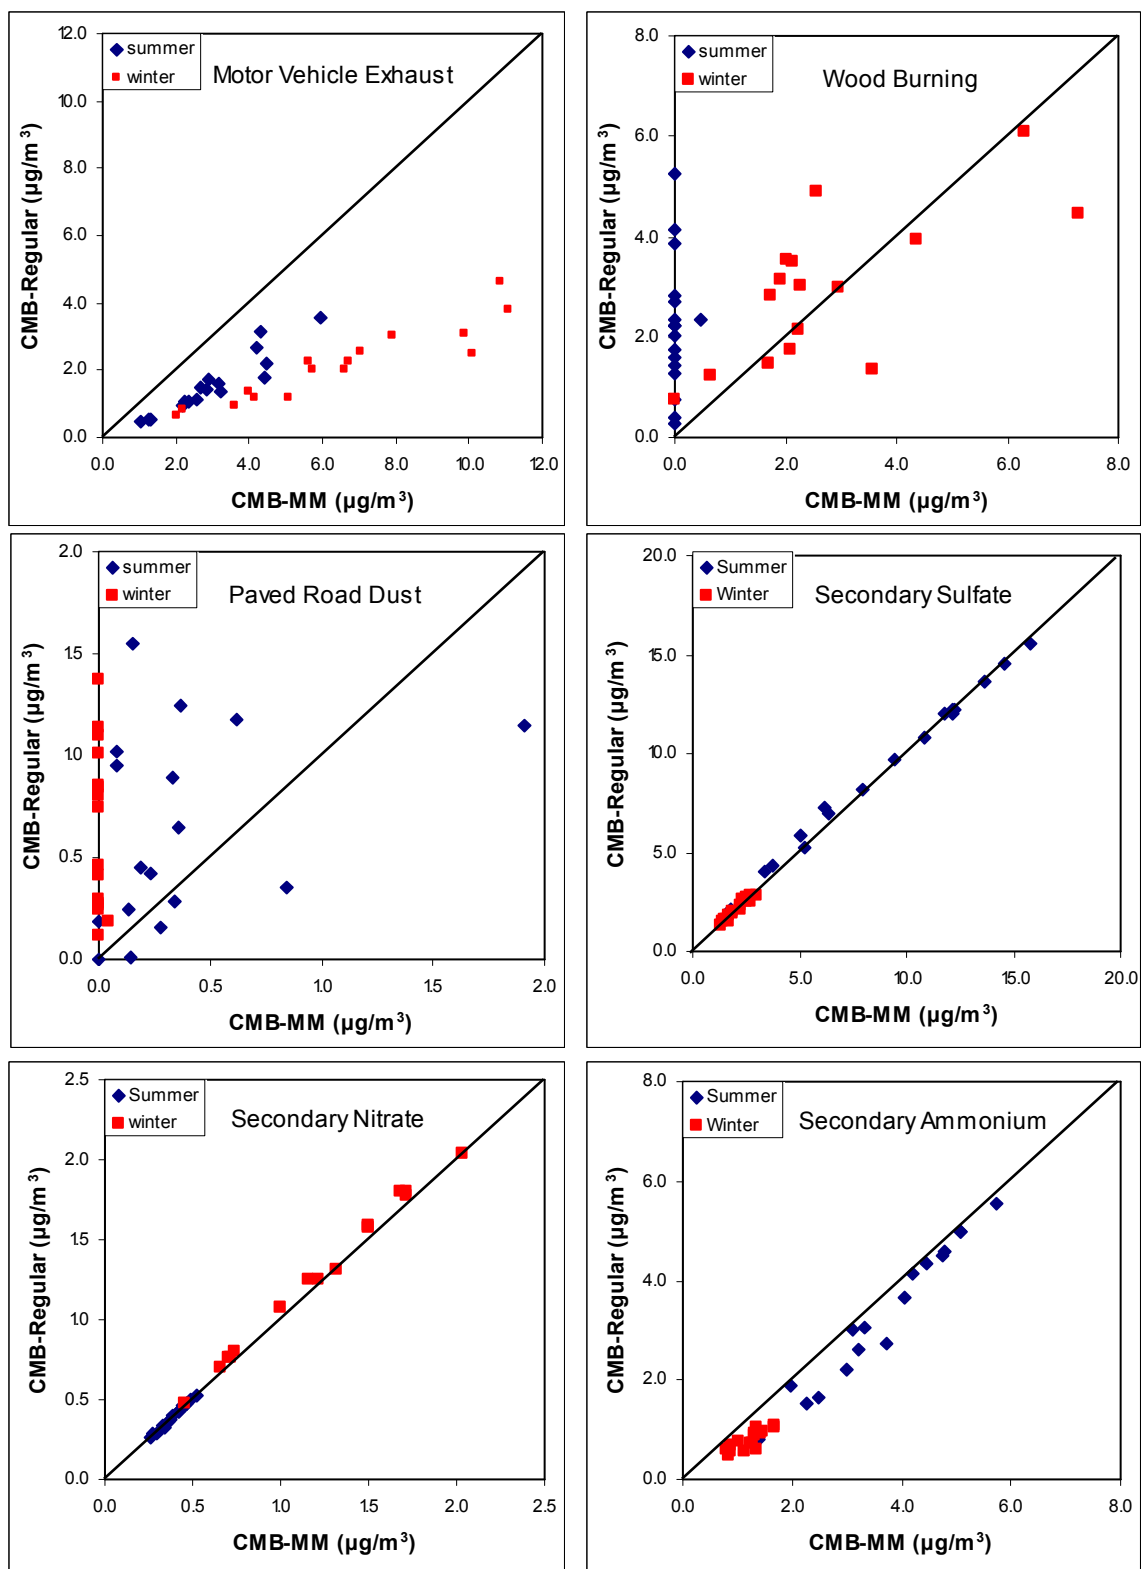 12.0
summer
winter
Motor Vehicle Exhaust
10.0
8.0
6.0
4.0
2.0
0.0
CMB-Regular (µg/m³)
0.0 2.0 4.0 6.0 8.0 10.0 12.0
CMB-MM (µg/m³)
8.0
summer
winter
Wood Burning
6.0
4.0
2.0
0.0
CMB-Regular (µg/m³)
0.0 2.0 4.0 6.0 8.0
CMB-MM (µg/m³)
2.0
summer
winter
Paved Road Dust
15
10
0.5
0.0
CMB-Regular (µg/m³)
0.0 0.5 1.0 1.5 2.0
CMB-MM (µg/m³)
20.0
Summer
Winter
Secondary Sulfate
15.0
10.0
5.0
0.0
CMB-Regular (µg/m³)
0.0 5.0 10.0 15.0 20.0
CMB-MM (µg/m³)
2.5
Summer
winter
Secondary Nitrate
2.0
15
1.0
0.5
0.0
CMB-Regular (µg/m³)
0.0 0.5 1.0 1.5 2.0 2.5
CMB-MM (µg/m³)
8.0
Summer
Winter
Secondary Ammonium
6.0
4.0
2.0
0.0
CMB-Regular (µg/m³)
0.0 2.0 4.0 6.0 8.0
CMB-MM (µg/m³)